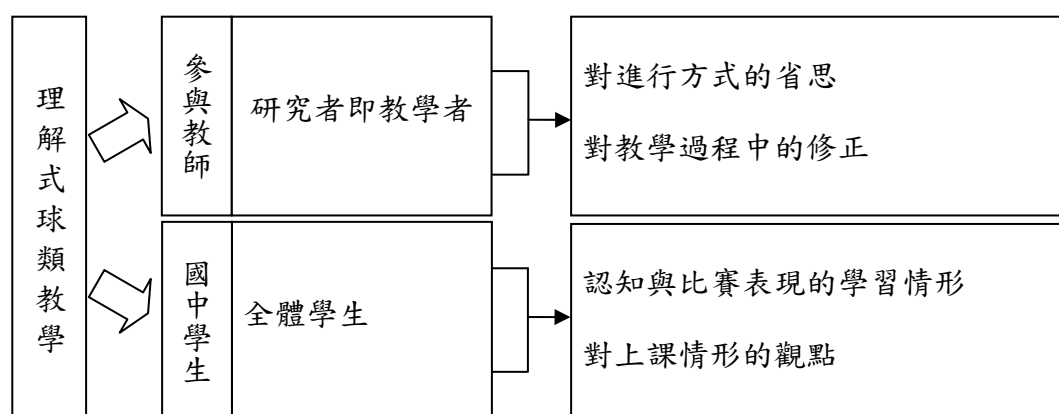 理解式球類教學
參與教師
研究者即教學者
對進行方式的省思
對教學過程中的修正
國中學生
全體學生
認知與比賽表現的學習情形
對上課情形的觀點